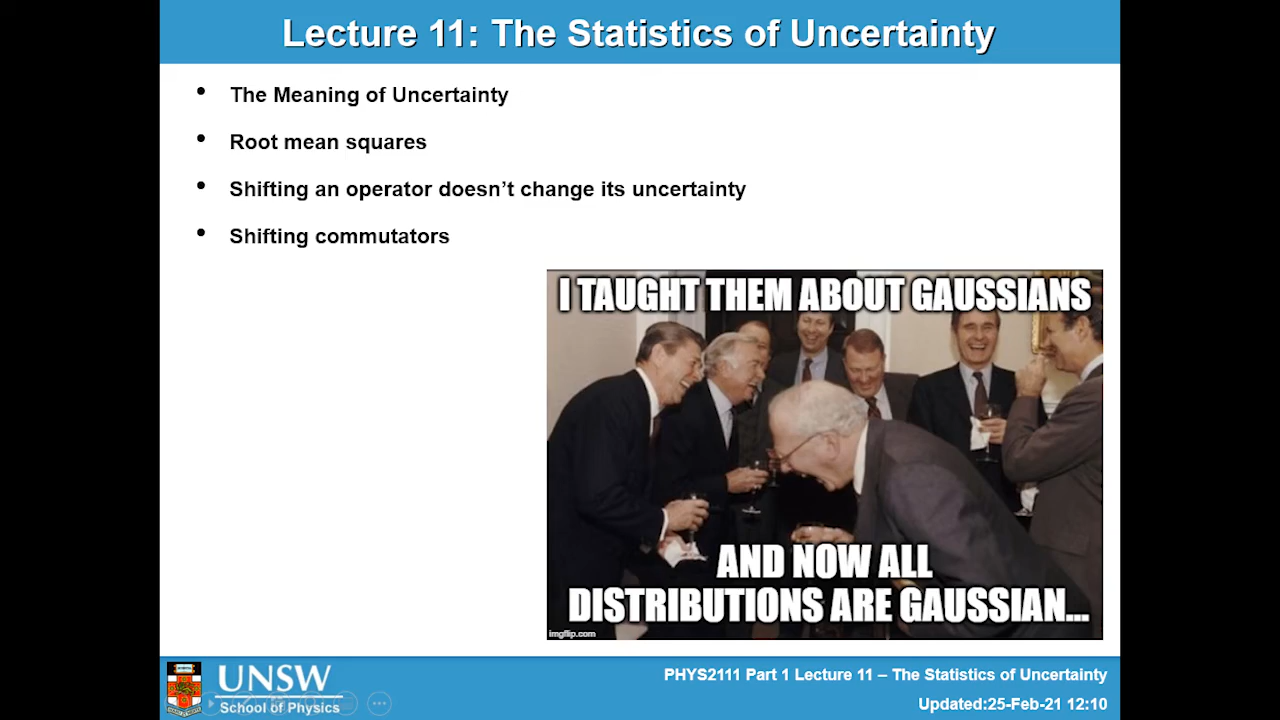 Lecture 11: The Statistics of Uncertainty
• The Meaning of Uncertainty
• Root mean squares
• Shifting an operator doesn’t change its uncertainty
• Shifting commutators
I TAUGHT THEM ABOUT GAUSSIANS
AND NOW ALL
DISTRIBUTIONS ARE GAUSSIAN...
imgflip.com
UNSW
School of Physics
PHYS2111 Part 1 Lecture 11 – The Statistics of Uncertainty
Updated:25-Feb-21 12:10